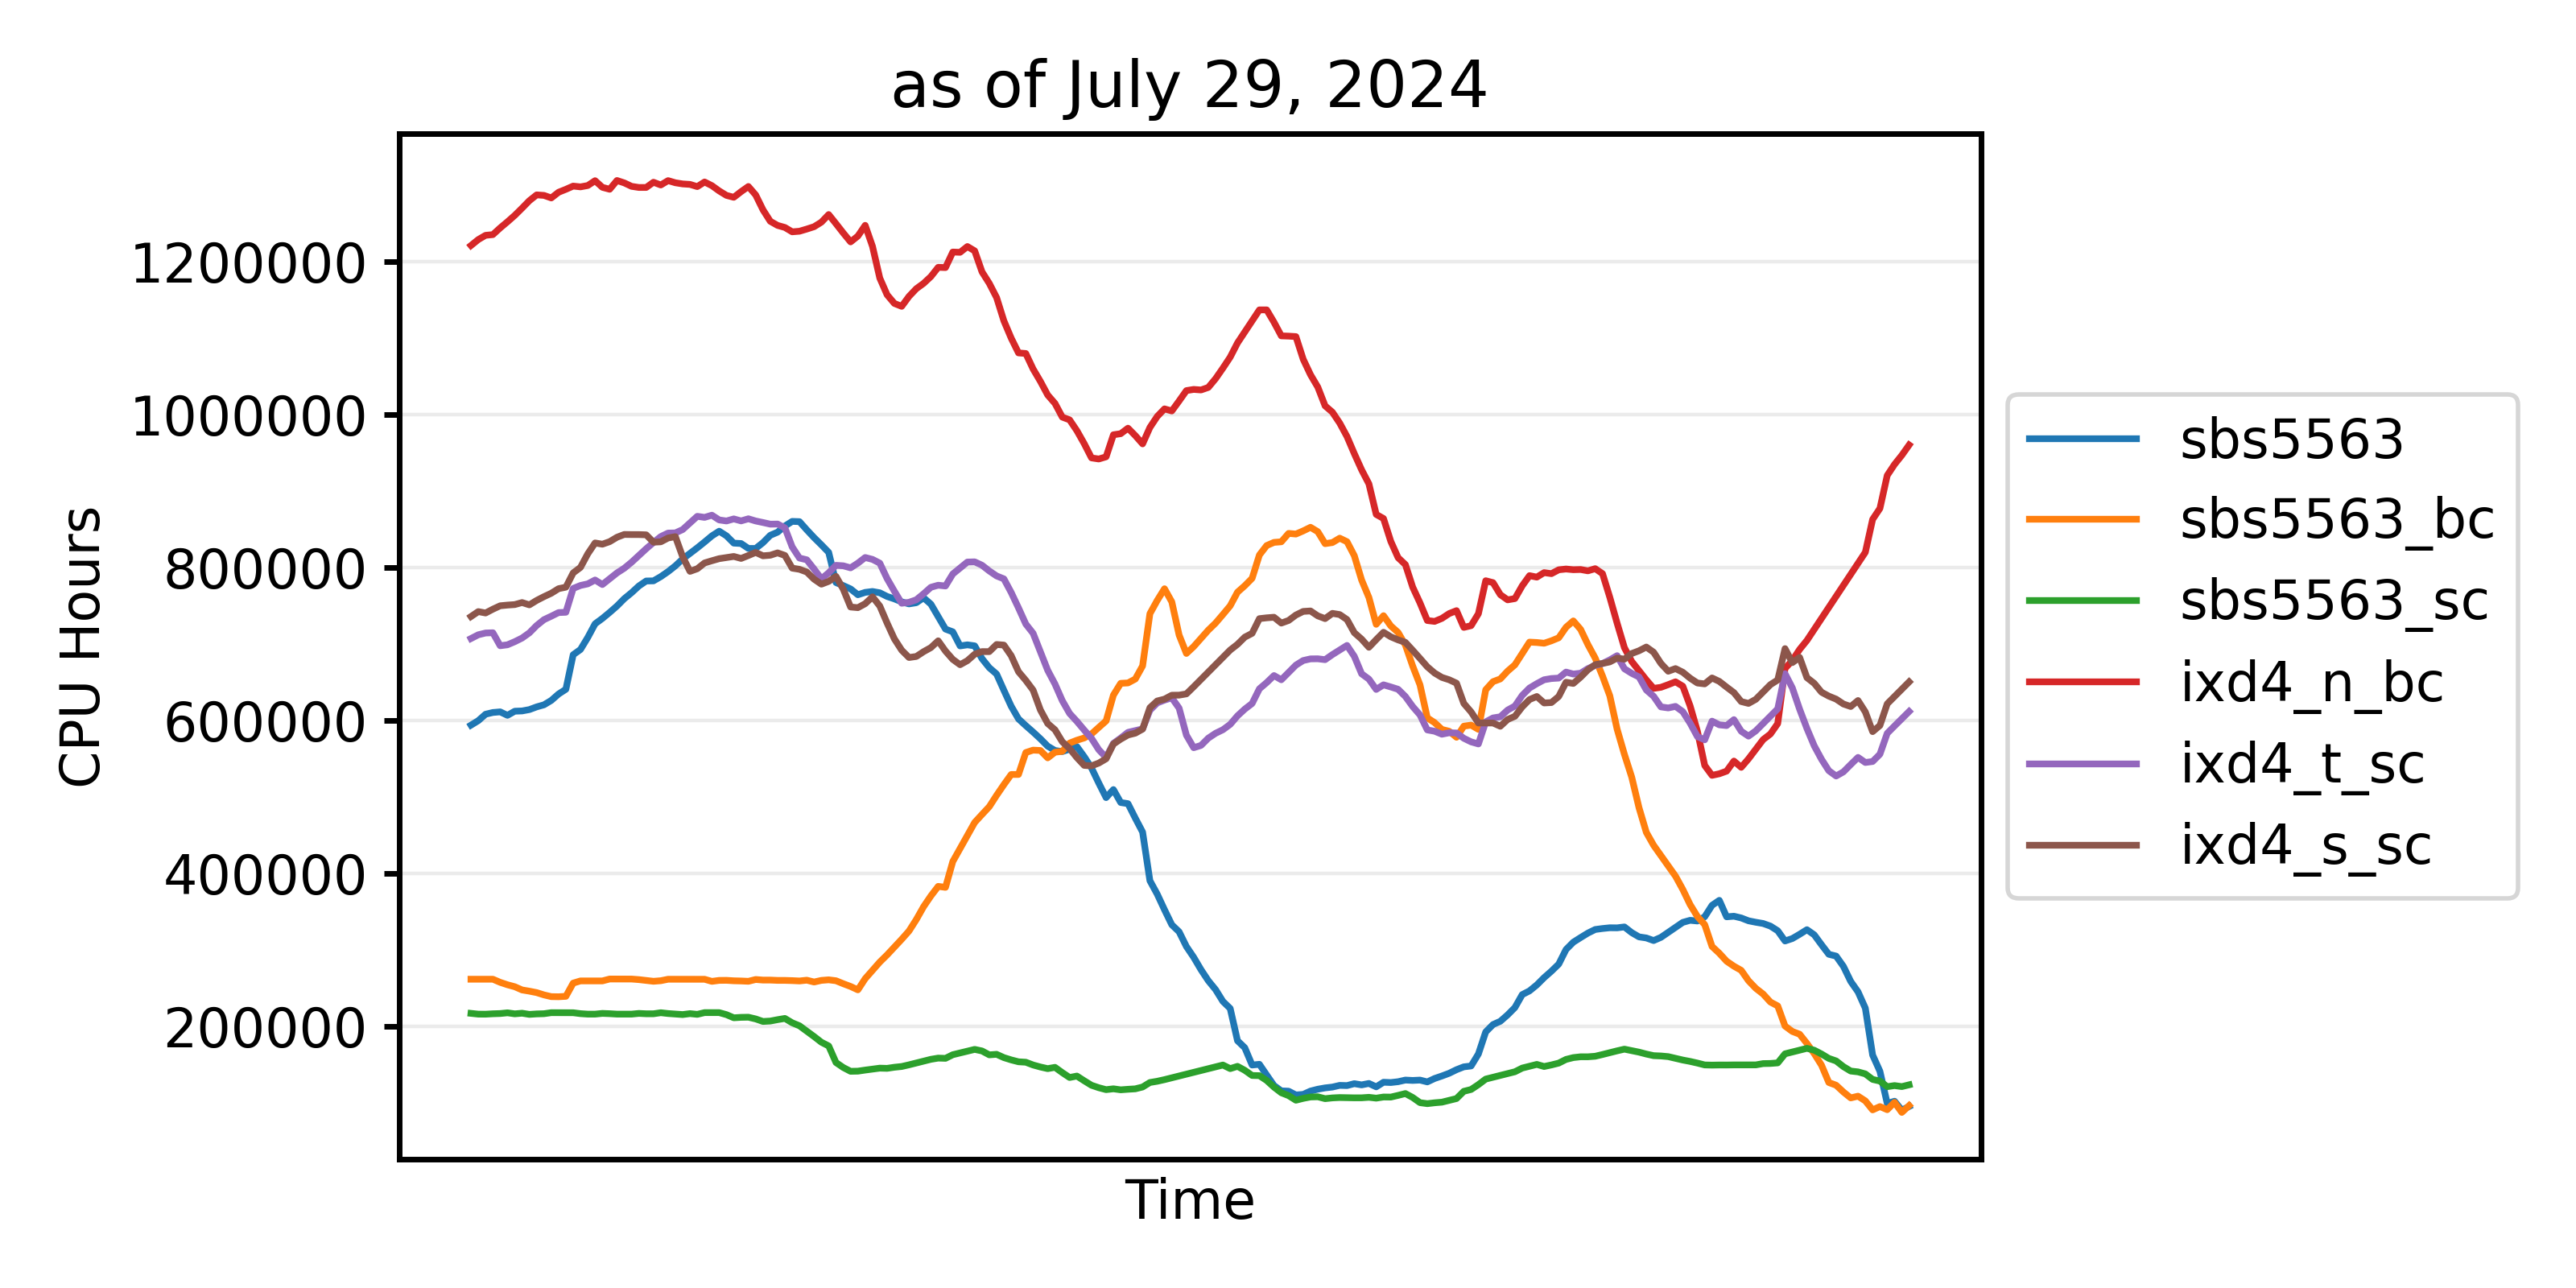 as of July 29, 2024
1200000
1000000
800000
600000
400000
200000
CPU Hours
Time
sbs5563
sbs5563_bc
sbs5563_sc
ixd4_n_bc
ixd4_t_sc
ixd4_s_sc